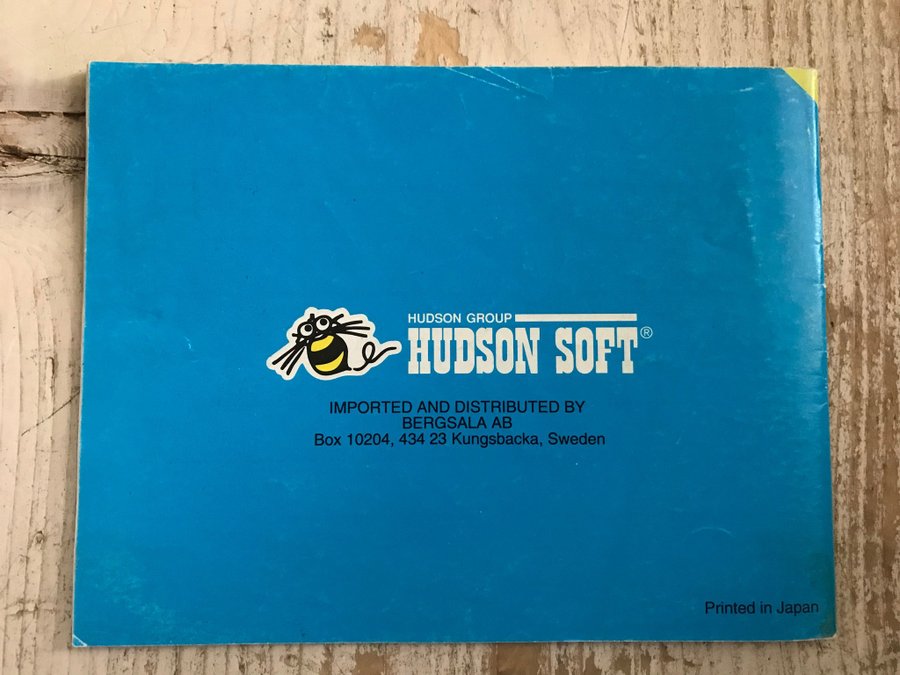 HUDSON GROUP
HUDSON SOFT®
IMPORTED AND DISTRIBUTED BY
BERGSALA AB
Box 10204, 434 23 Kungsbacka, Sweden
Printed in Japan